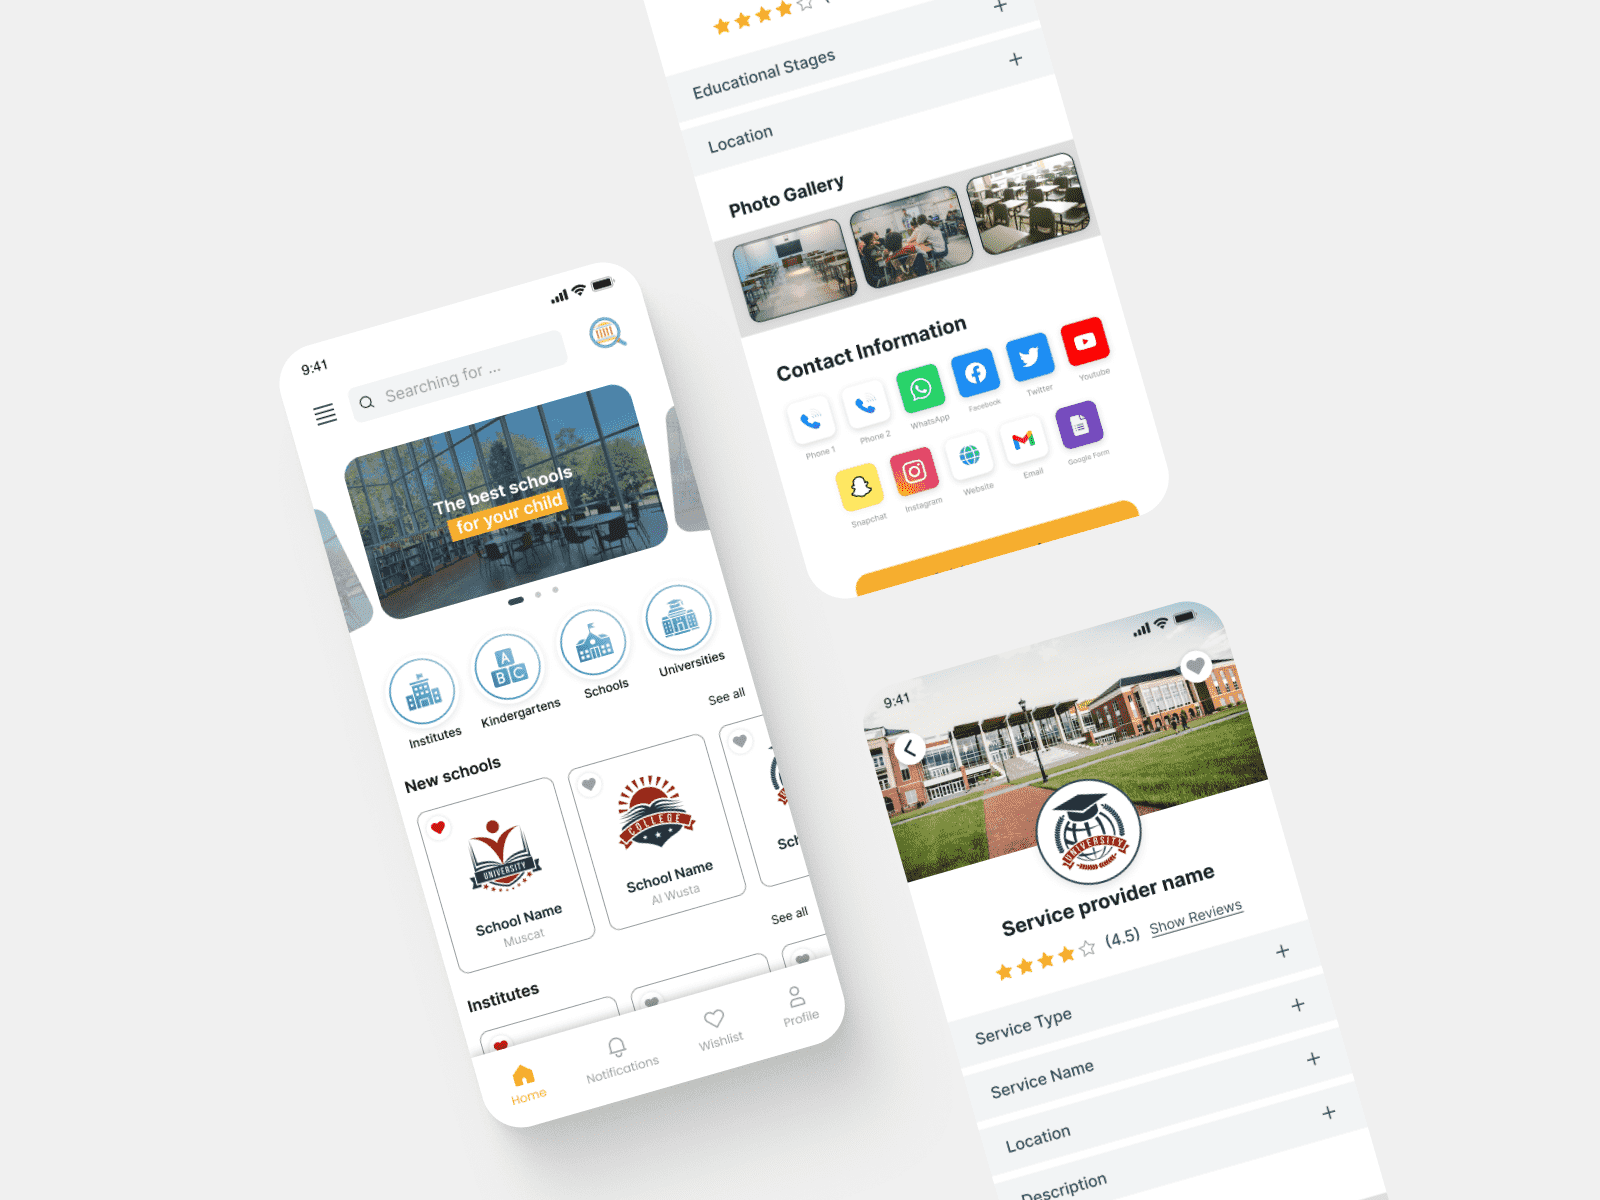 9:41
Searching for ...
The best schools
for your child
Institutes
Kindergartens
Schools
Universities
New schools
See all
UNIVERSITY
School Name
Muscat
COLLEGE
School Name
Al Wusta
Sch
Institutes
See all
Home
Notifications
Wishlist
Profile
Educational Stages
+
Location
+
Photo Gallery
Contact Information
Phone 1
Phone 2
WhatsApp
Facebook
Twitter
Youtube
Snapchat
Instagram
Website
Email
Google Form
9:41
UNIVERSITY
Service provider name
(4.5) Show Reviews
Service Type
+
Service Name
+
Location
+
Description
+
A
B C